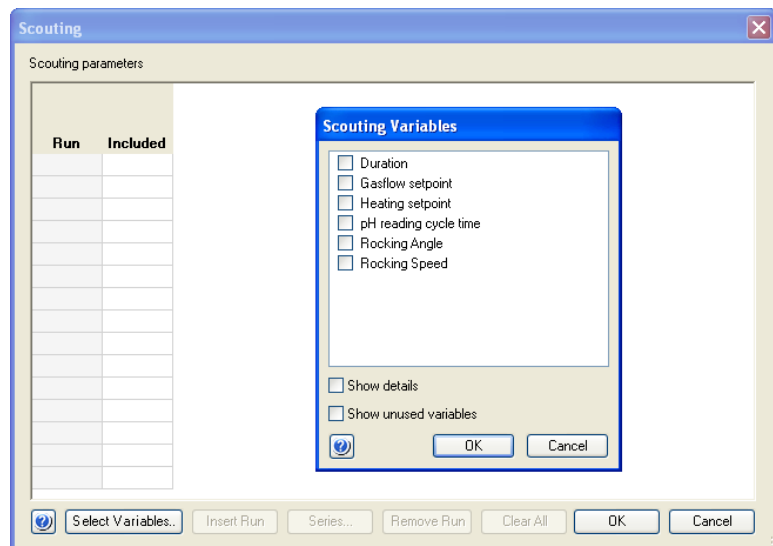 Scouting
Scouting parameters
Run Included
Scouting Variables
Duration
Gasflow setpoint
Heating setpoint
pH reading cycle time
Rocking Angle
Rocking Speed
Show details
Show unused variables
OK Cancel
Select Variables.. Insert Run Series... Remove Run Clear All OK Cancel